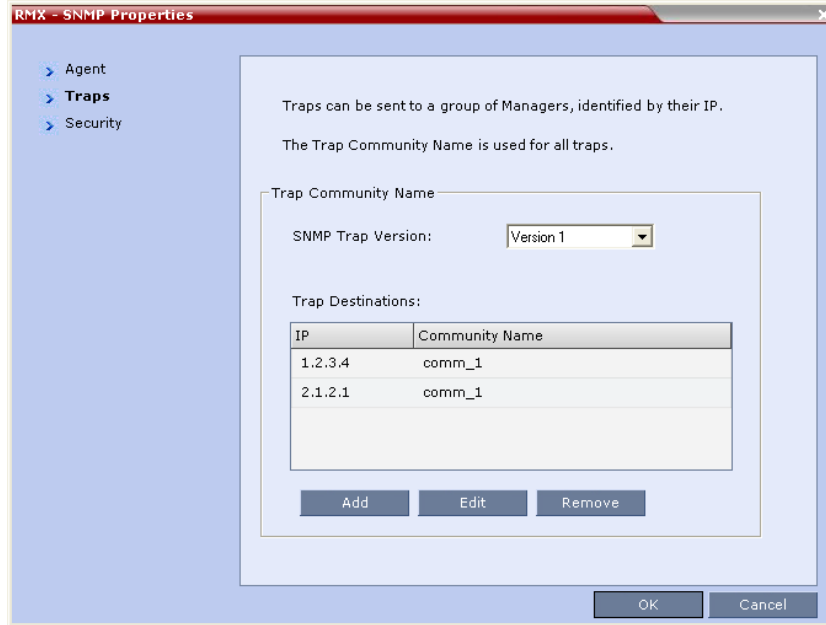 RMX - SNMP Properties
Agent
Traps
Security
Traps can be sent to a group of Managers, identified by their IP.
The Trap Community Name is used for all traps.
Trap Community Name
SNMP Trap Version: Version 1
Trap Destinations:
IP Community Name
1.2.3.4 comm_1
2.1.2.1 comm_1
Add Edit Remove
OK Cancel